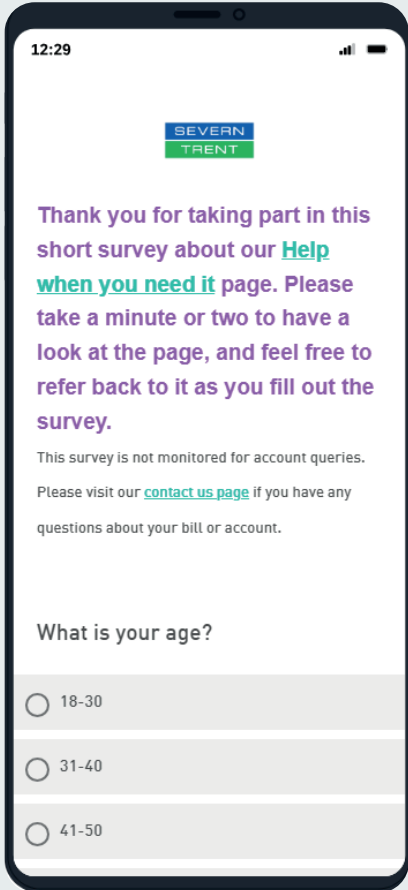 12:29
SEVERN
TRENT
Thank you for taking part in this
short survey about our Help
when you need it page. Please
take a minute or two to have a
look at the page, and feel free to
refer back to it as you fill out the
survey.
This survey is not monitored for account queries.
Please visit our contact us page if you have any
questions about your bill or account.
What is your age?
18-30
31-40
41-50